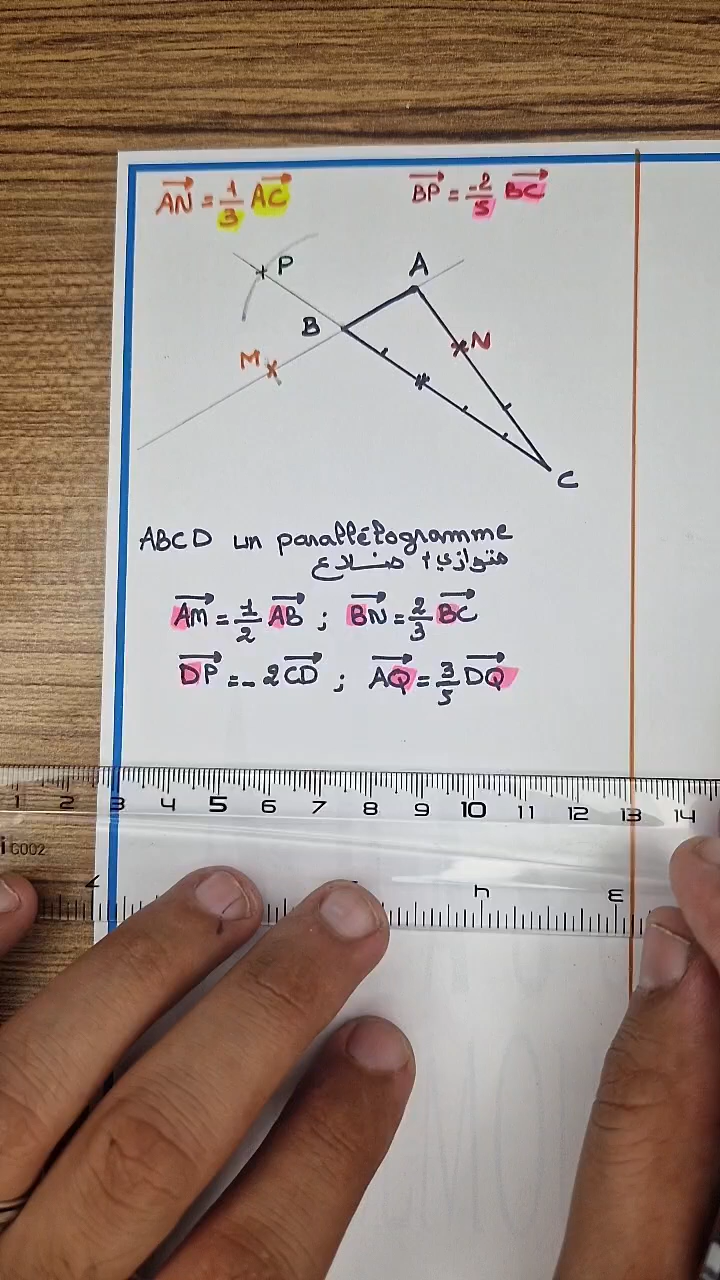 AN = 1/3 AC    BP = -2/5 BC
P
A
B
N
M
C
ABCD un parallélogramme
متوازي أضلاع
AM = 1/2 AB ; BN = 2/3 BC
DP = - 2CD ; AQ = 3/5 DQ
1 2 3 4 5 6 7 8 9 10 11 12 13 14
GC002